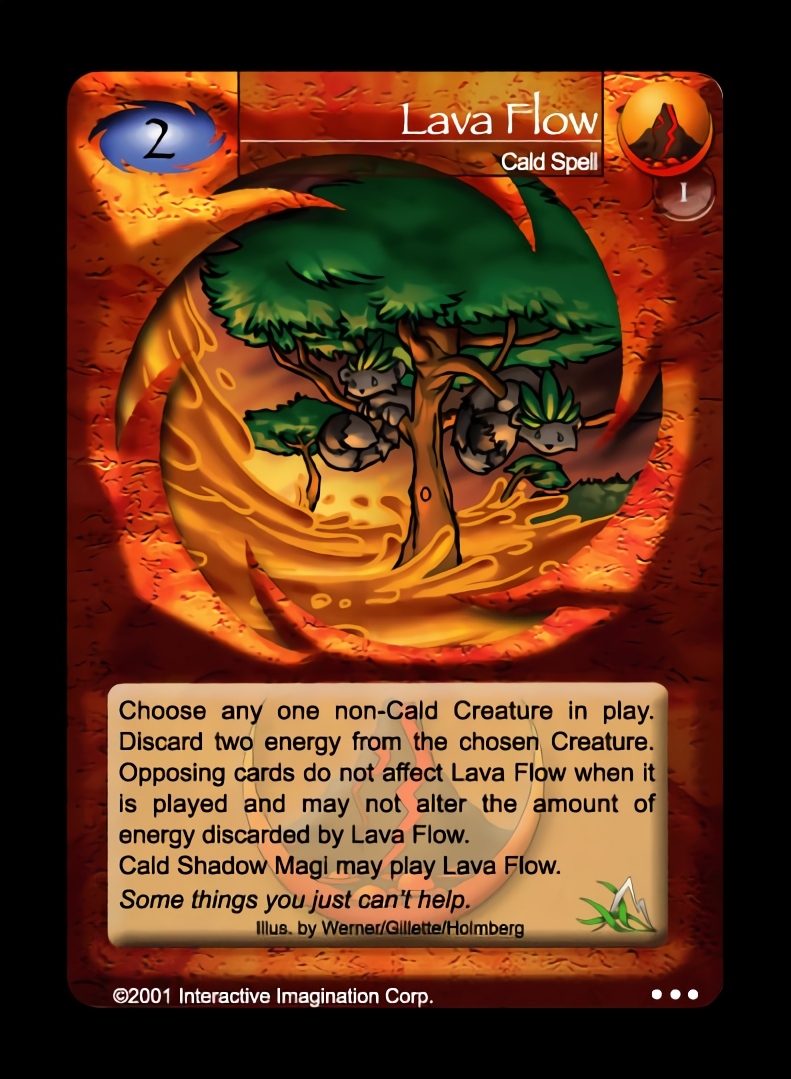 2
Lava Flow
Cald Spell
I
Choose any one non-Cald Creature in play.
Discard two energy from the chosen Creature.
Opposing cards do not affect Lava Flow when it
is played and may not alter the amount of
energy discarded by Lava Flow.
Cald Shadow Magi may play Lava Flow.
Some things you just can't help.
Illus. by Werner/Gillette/Holmberg
©2001 Interactive Imagination Corp.